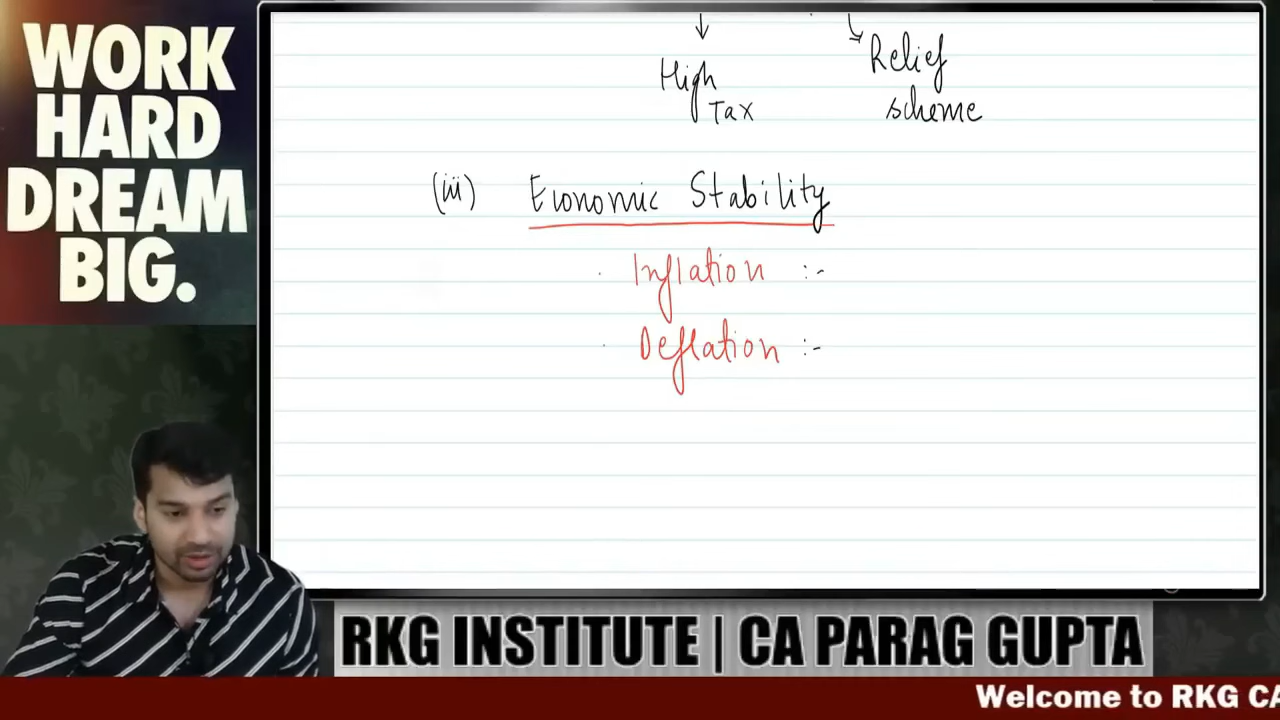 WORK
HARD
DREAM
BIG.
High
Tax
Relief
scheme
(iii) Economic Stability
Inflation :-
Deflation :-
RKG INSTITUTE | CA PARAG GUPTA
Welcome to RKG CA